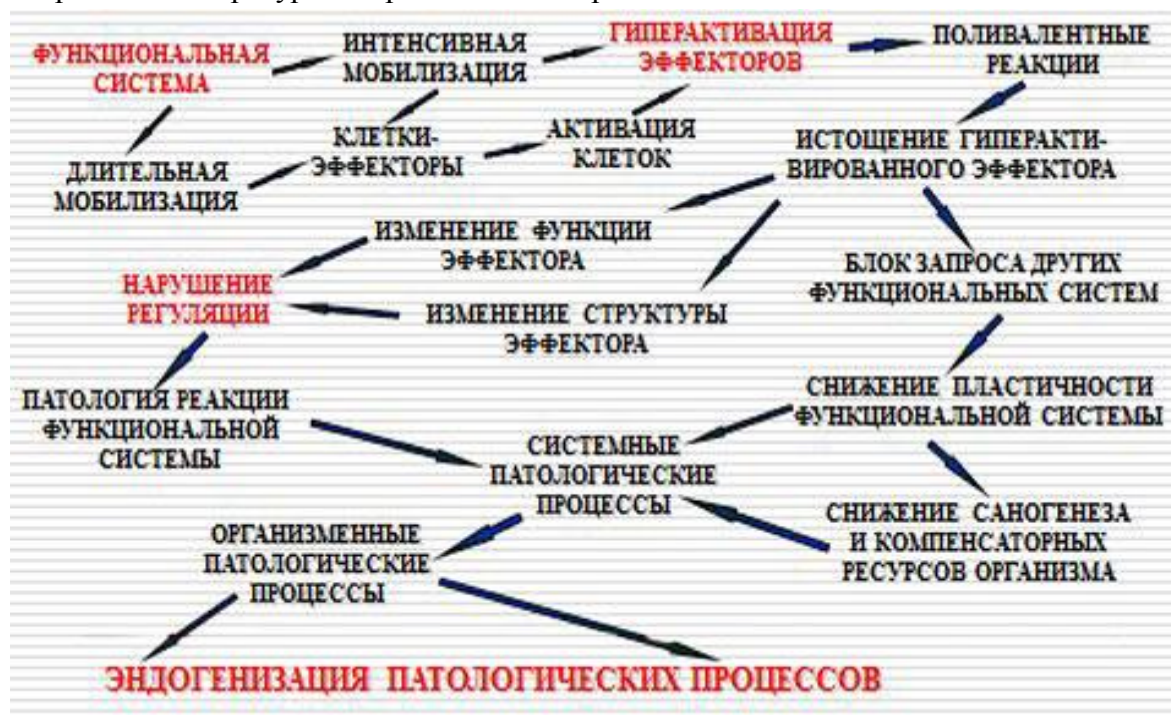 ФУНКЦИОНАЛЬНАЯ
СИСТЕМА
ИНТЕНСИВНАЯ
МОБИЛИЗАЦИЯ
ГИПЕРАКТИВАЦИЯ
ЭФФЕКТОРОВ
ПОЛИВАЛЕНТНЫЕ
РЕАКЦИИ
ДЛИТЕЛЬНАЯ
МОБИЛИЗАЦИЯ
КЛЕТКИ-
ЭФФЕКТОРЫ
АКТИВАЦИЯ
КЛЕТОК
ИСТОЩЕНИЕ ГИПЕРАКТИ-
ВИРОВАННОГО ЭФФЕКТОРА
ИЗМЕНЕНИЕ ФУНКЦИИ
ЭФФЕКТОРА
БЛОК ЗАПРОСА ДРУГИХ
ФУНКЦИОНАЛЬНЫХ СИСТЕМ
НАРУШЕНИЕ
РЕГУЛЯЦИИ
ИЗМЕНЕНИЕ СТРУКТУРЫ
ЭФФЕКТОРА
ПАТОЛОГИЯ РЕАКЦИИ
ФУНКЦИОНАЛЬНОЙ
СИСТЕМЫ
СНИЖЕНИЕ ПЛАСТИЧНОСТИ
ФУНКЦИОНАЛЬНОЙ СИСТЕМЫ
СИСТЕМНЫЕ
ПАТОЛОГИЧЕСКИЕ
ПРОЦЕССЫ
СНИЖЕНИЕ САНОГЕНЕЗА
И КОМПЕНСАТОРНЫХ
РЕСУРСОВ ОРГАНИЗМА
ОРГАНИЗМЕННЫЕ
ПАТОЛОГИЧЕСКИЕ
ПРОЦЕССЫ
ЭНДОГЕНИЗАЦИЯ ПАТОЛОГИЧЕСКИХ ПРОЦЕССОВ